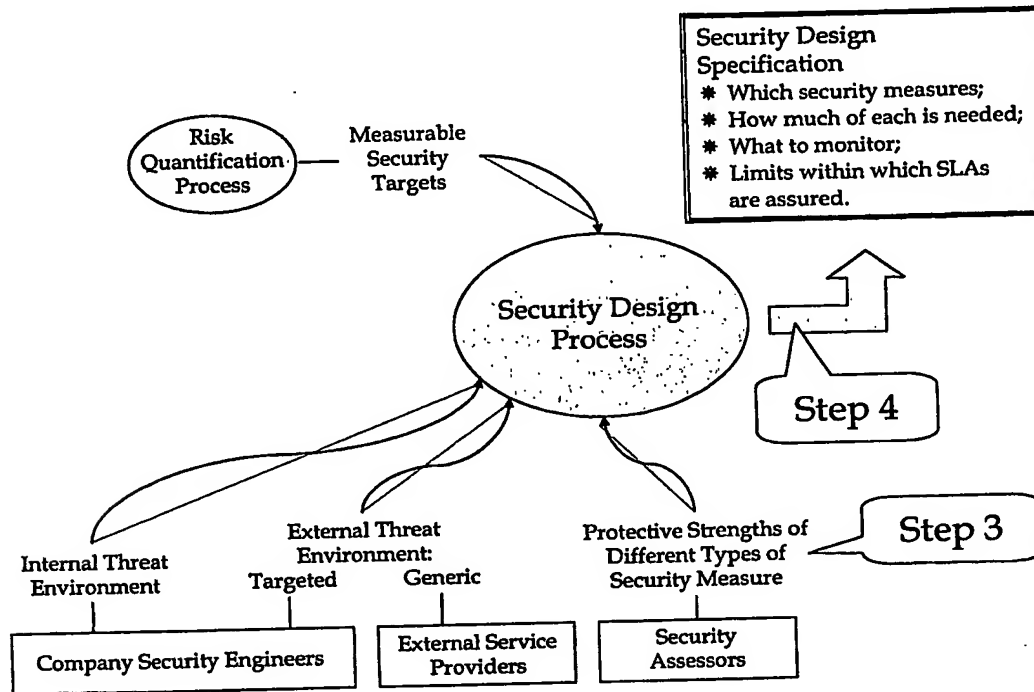 Security Design
Specification
* Which security measures;
* How much of each is needed;
* What to monitor;
* Limits within which SLAs
are assured.
Risk
Quantification
Process
Measurable
Security
Targets
Security Design
Process
Step 4
Step 3
Internal Threat
Environment
External Threat
Environment:
Targeted Generic
Protective Strengths of
Different Types of
Security Measure
Company Security Engineers
External Service
Providers
Security
Assessors